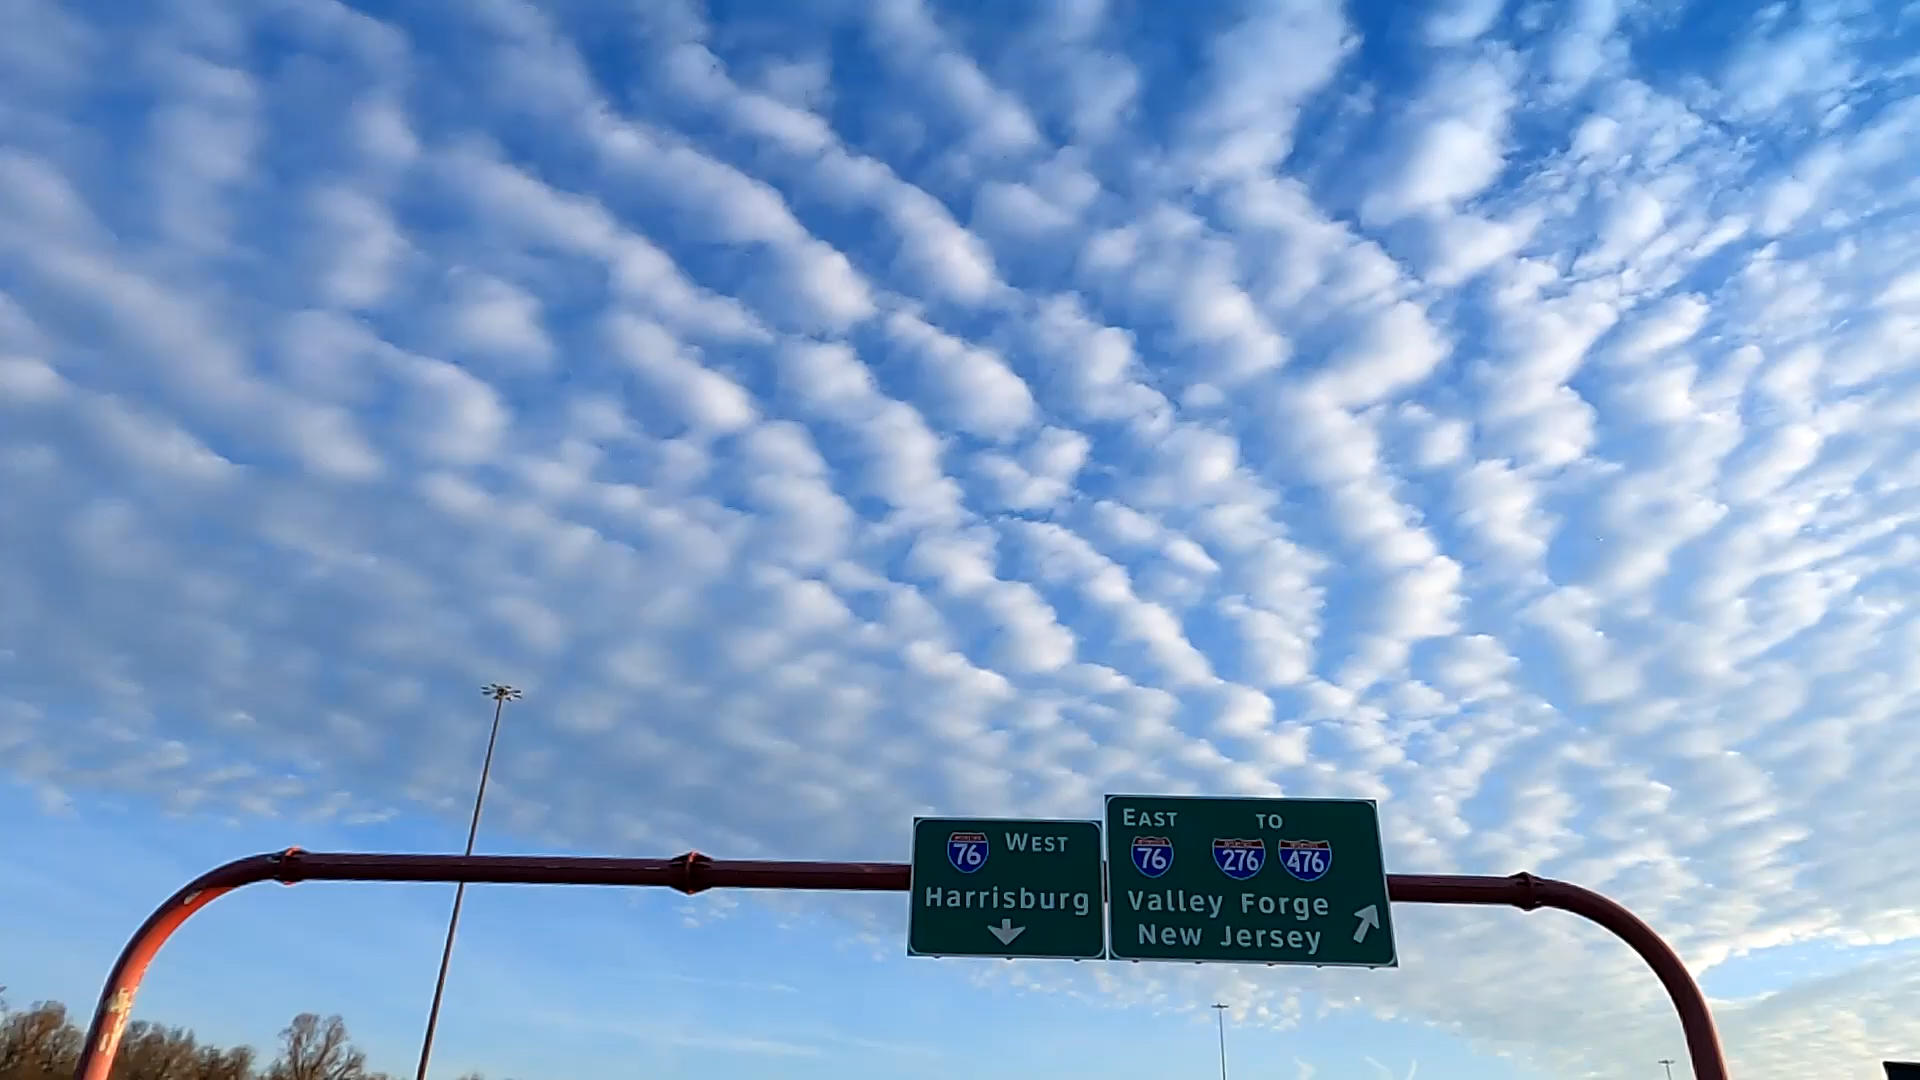 76 WEST
Harrisburg
EAST TO
76 276 476
Valley Forge
New Jersey